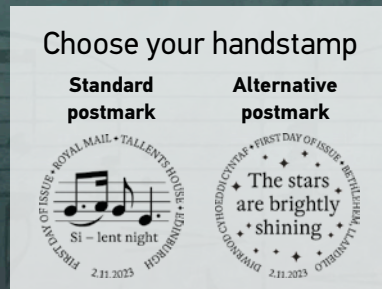 Choose your handstamp
Standard
postmark
FIRST DAY OF ISSUE • ROYAL MAIL • TALLENTS HOUSE • EDINBURGH
Si – lent night
2.11.2023
Alternative
postmark
DIWRNOD CYHOEDDI CYNTAF • FIRST DAY OF ISSUE • BETHLEHEM, LLANDEILO
The stars
are brightly
shining
2.11.2023